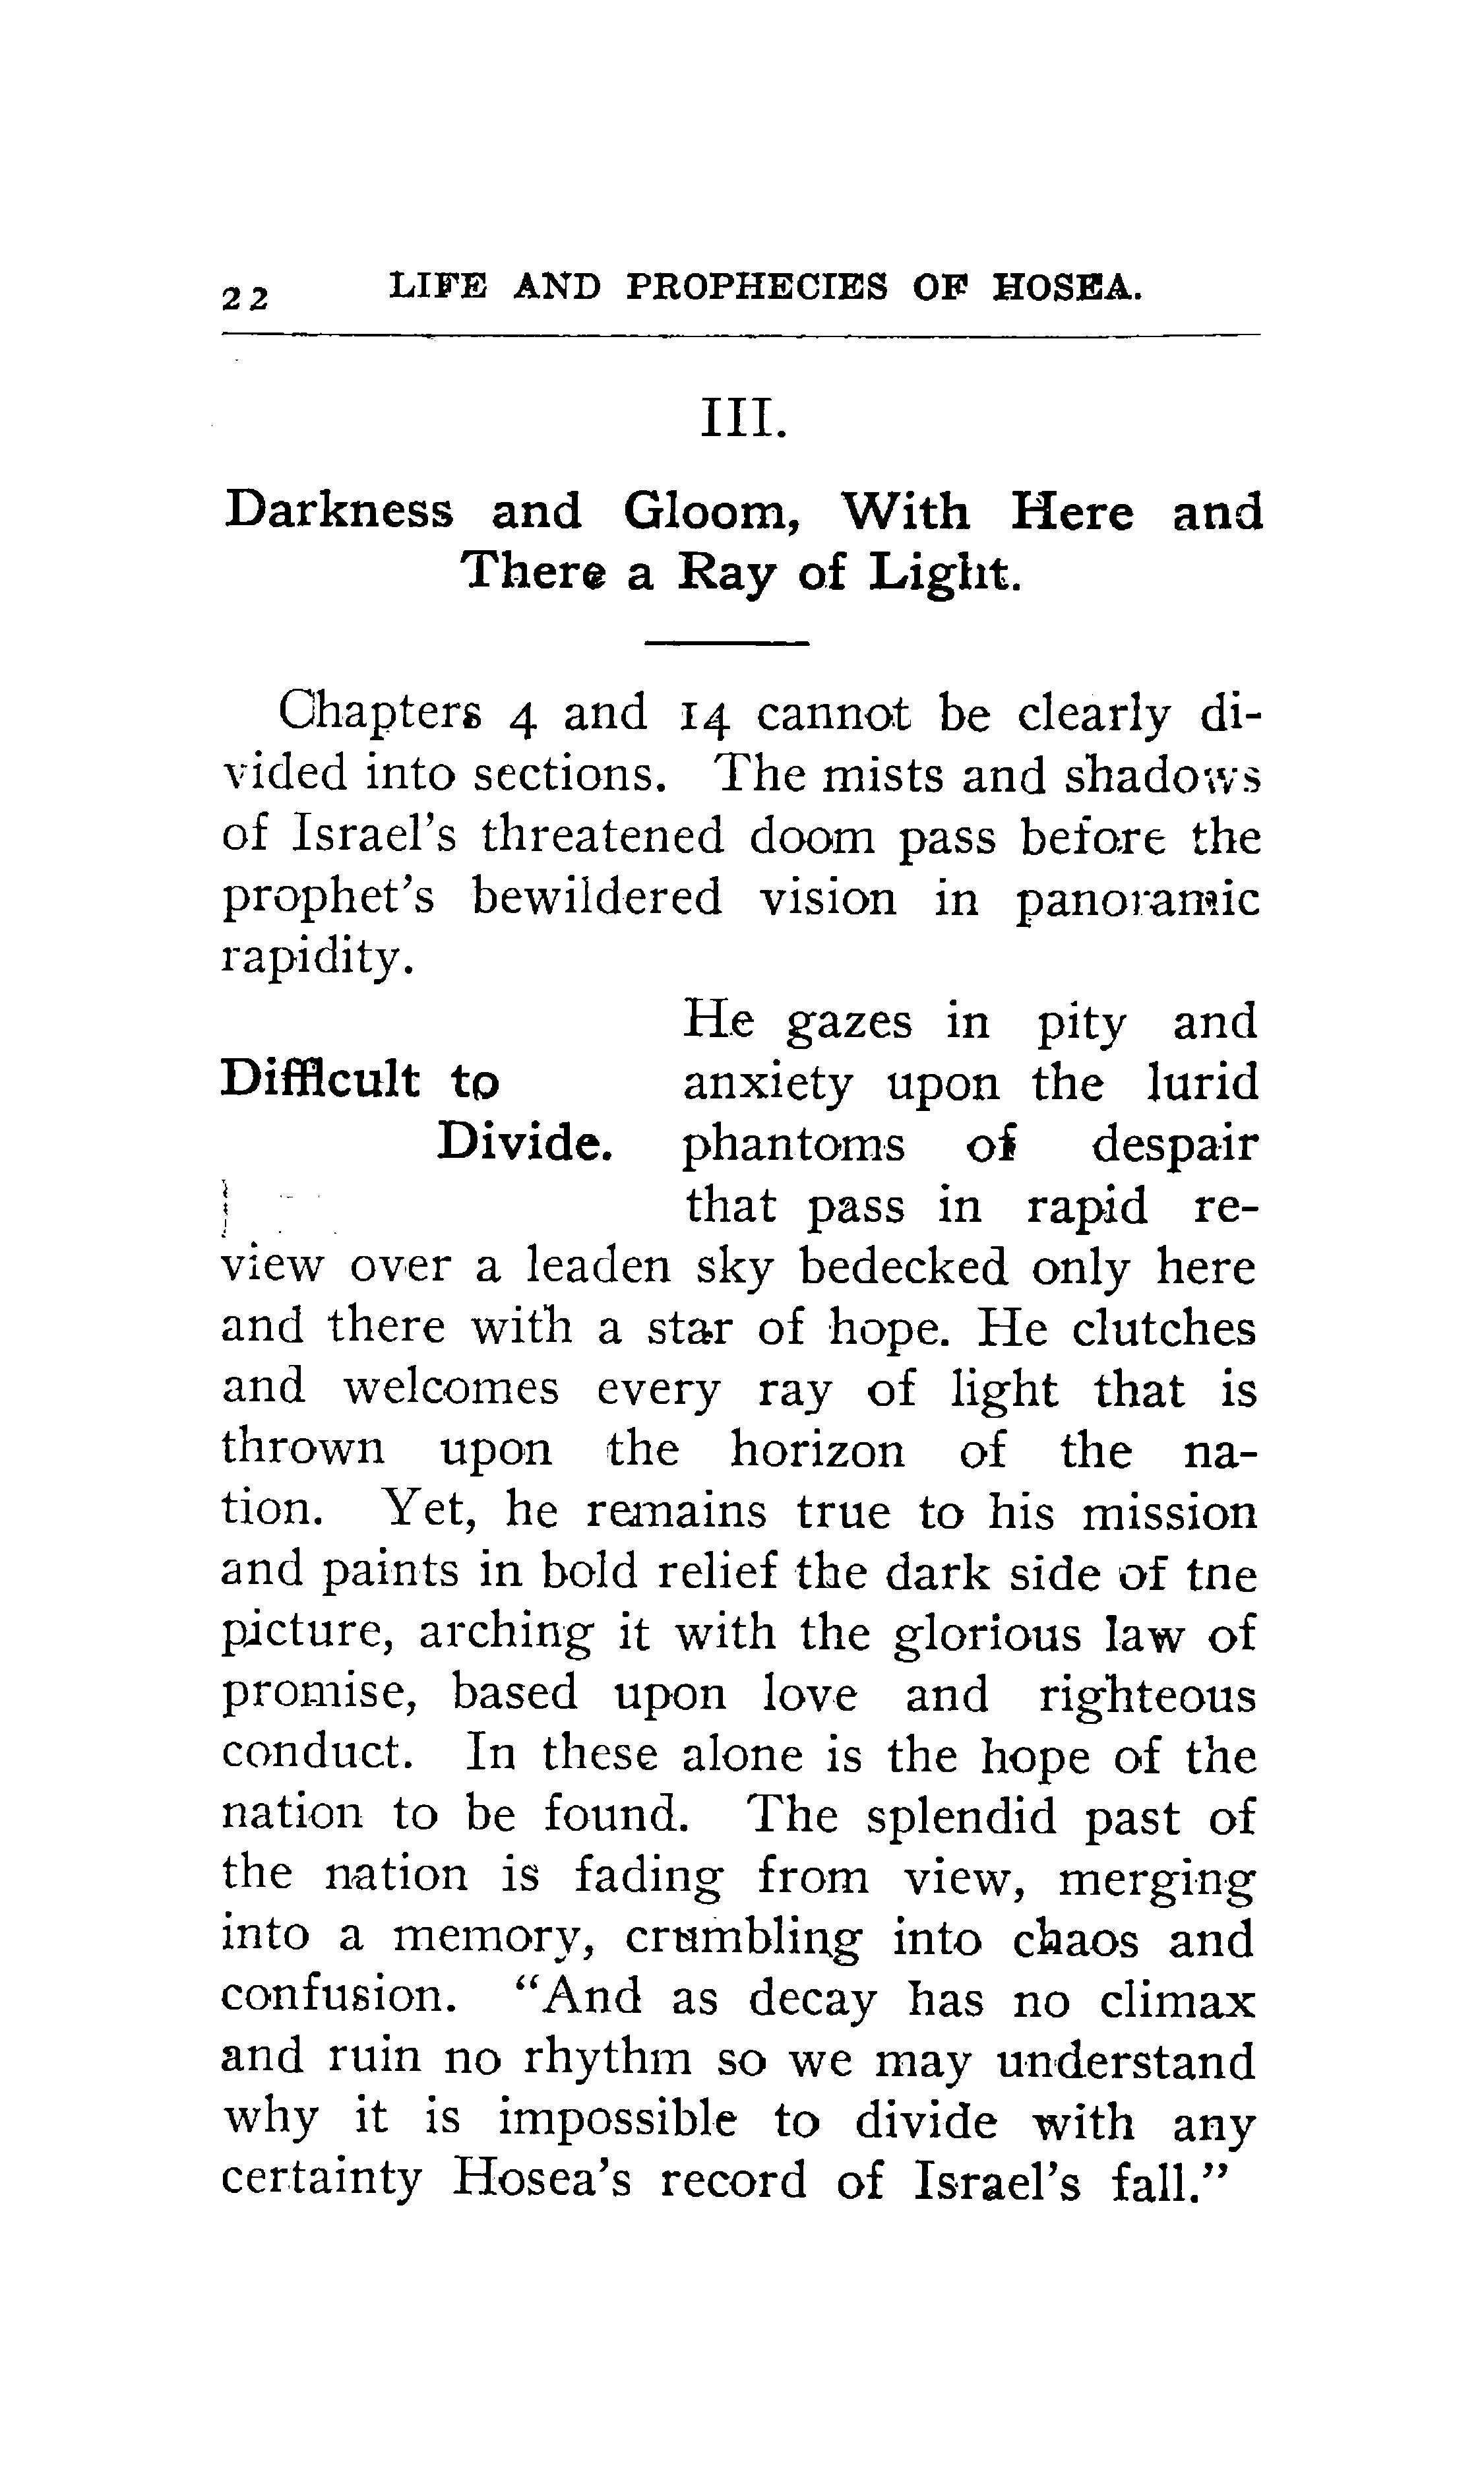 22 LIFE AND PROPHECIES OF HOSEA.
III.
Darkness and Gloom, With Here and
There a Ray of Light.
Chapters 4 and 14 cannot be clearly di-
vided into sections. The mists and shadows
of Israel's threatened doom pass before the
prophet's bewildered vision in panoramic
rapidity.
Difficult to
Divide.
He gazes in pity and
anxiety upon the lurid
phantoms of despair
that pass in rapid re-
view over a leaden sky bedecked only here
and there with a star of hope. He clutches
and welcomes every ray of light that is
thrown upon the horizon of the na-
tion. Yet, he remains true to his mission
and paints in bold relief the dark side of tne
picture, arching it with the glorious law of
promise, based upon love and righteous
conduct. In these alone is the hope of the
nation to be found. The splendid past of
the nation is fading from view, merging
into a memory, crumbling into chaos and
confusion. "And as decay has no climax
and ruin no rhythm so we may understand
why it is impossible to divide with any
certainty Hosea's record of Israel's fall."